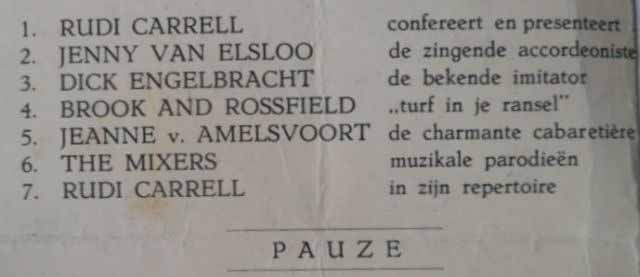 1. RUDI CARRELL confereert en presenteert
2. JENNY VAN ELSLOO de zingende accordeoniste
3. DICK ENGELBRACHT de bekende imitator
4. BROOK AND ROSSFIELD „turf in je ransel”
5. JEANNE v. AMELSVOORT de charmante cabaretière
6. THE MIXERS muzikale parodieën
7. RUDI CARRELL in zijn repertoire
PAUZE